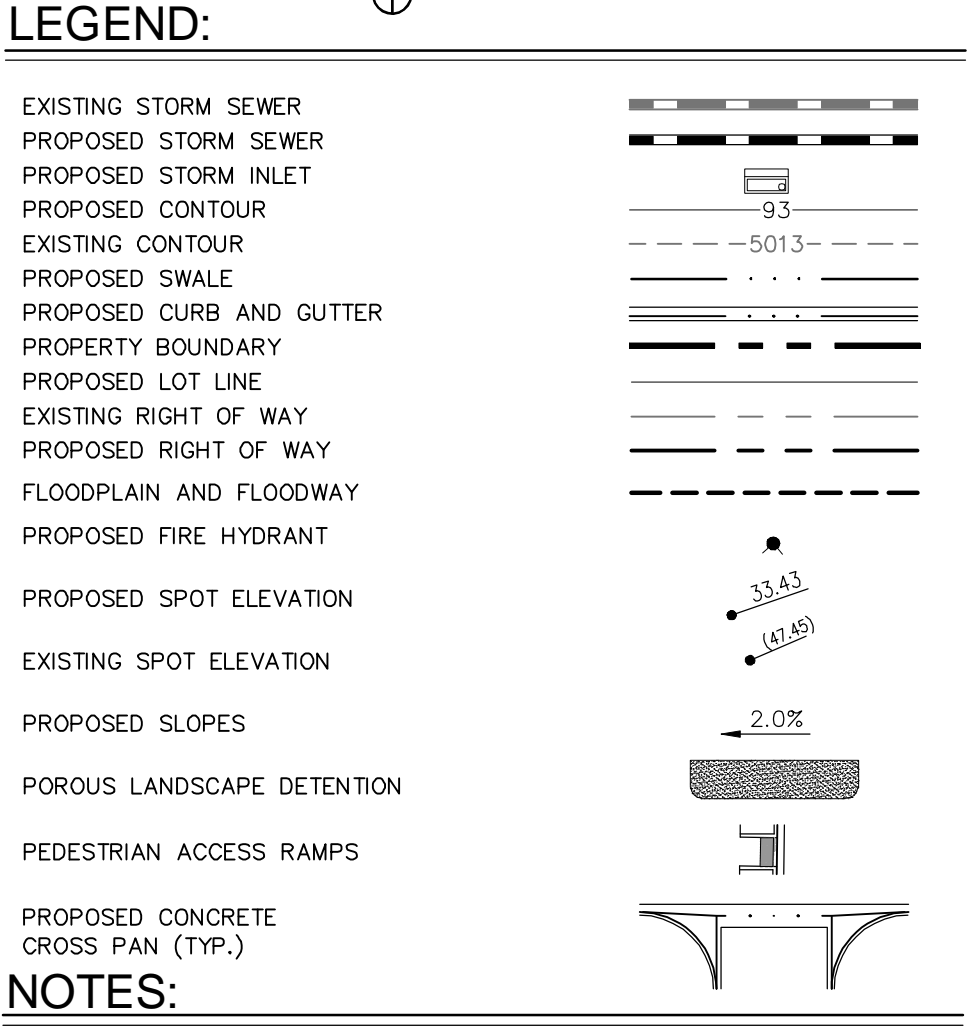 LEGEND:
EXISTING STORM SEWER
PROPOSED STORM SEWER
PROPOSED STORM INLET
PROPOSED CONTOUR 93
EXISTING CONTOUR 5013
PROPOSED SWALE
PROPOSED CURB AND GUTTER
PROPERTY BOUNDARY
PROPOSED LOT LINE
EXISTING RIGHT OF WAY
PROPOSED RIGHT OF WAY
FLOODPLAIN AND FLOODWAY
PROPOSED FIRE HYDRANT
PROPOSED SPOT ELEVATION 33.43
EXISTING SPOT ELEVATION (47.45)
PROPOSED SLOPES 2.0%
POROUS LANDSCAPE DETENTION
PEDESTRIAN ACCESS RAMPS
PROPOSED CONCRETE
CROSS PAN (TYP.)
NOTES: